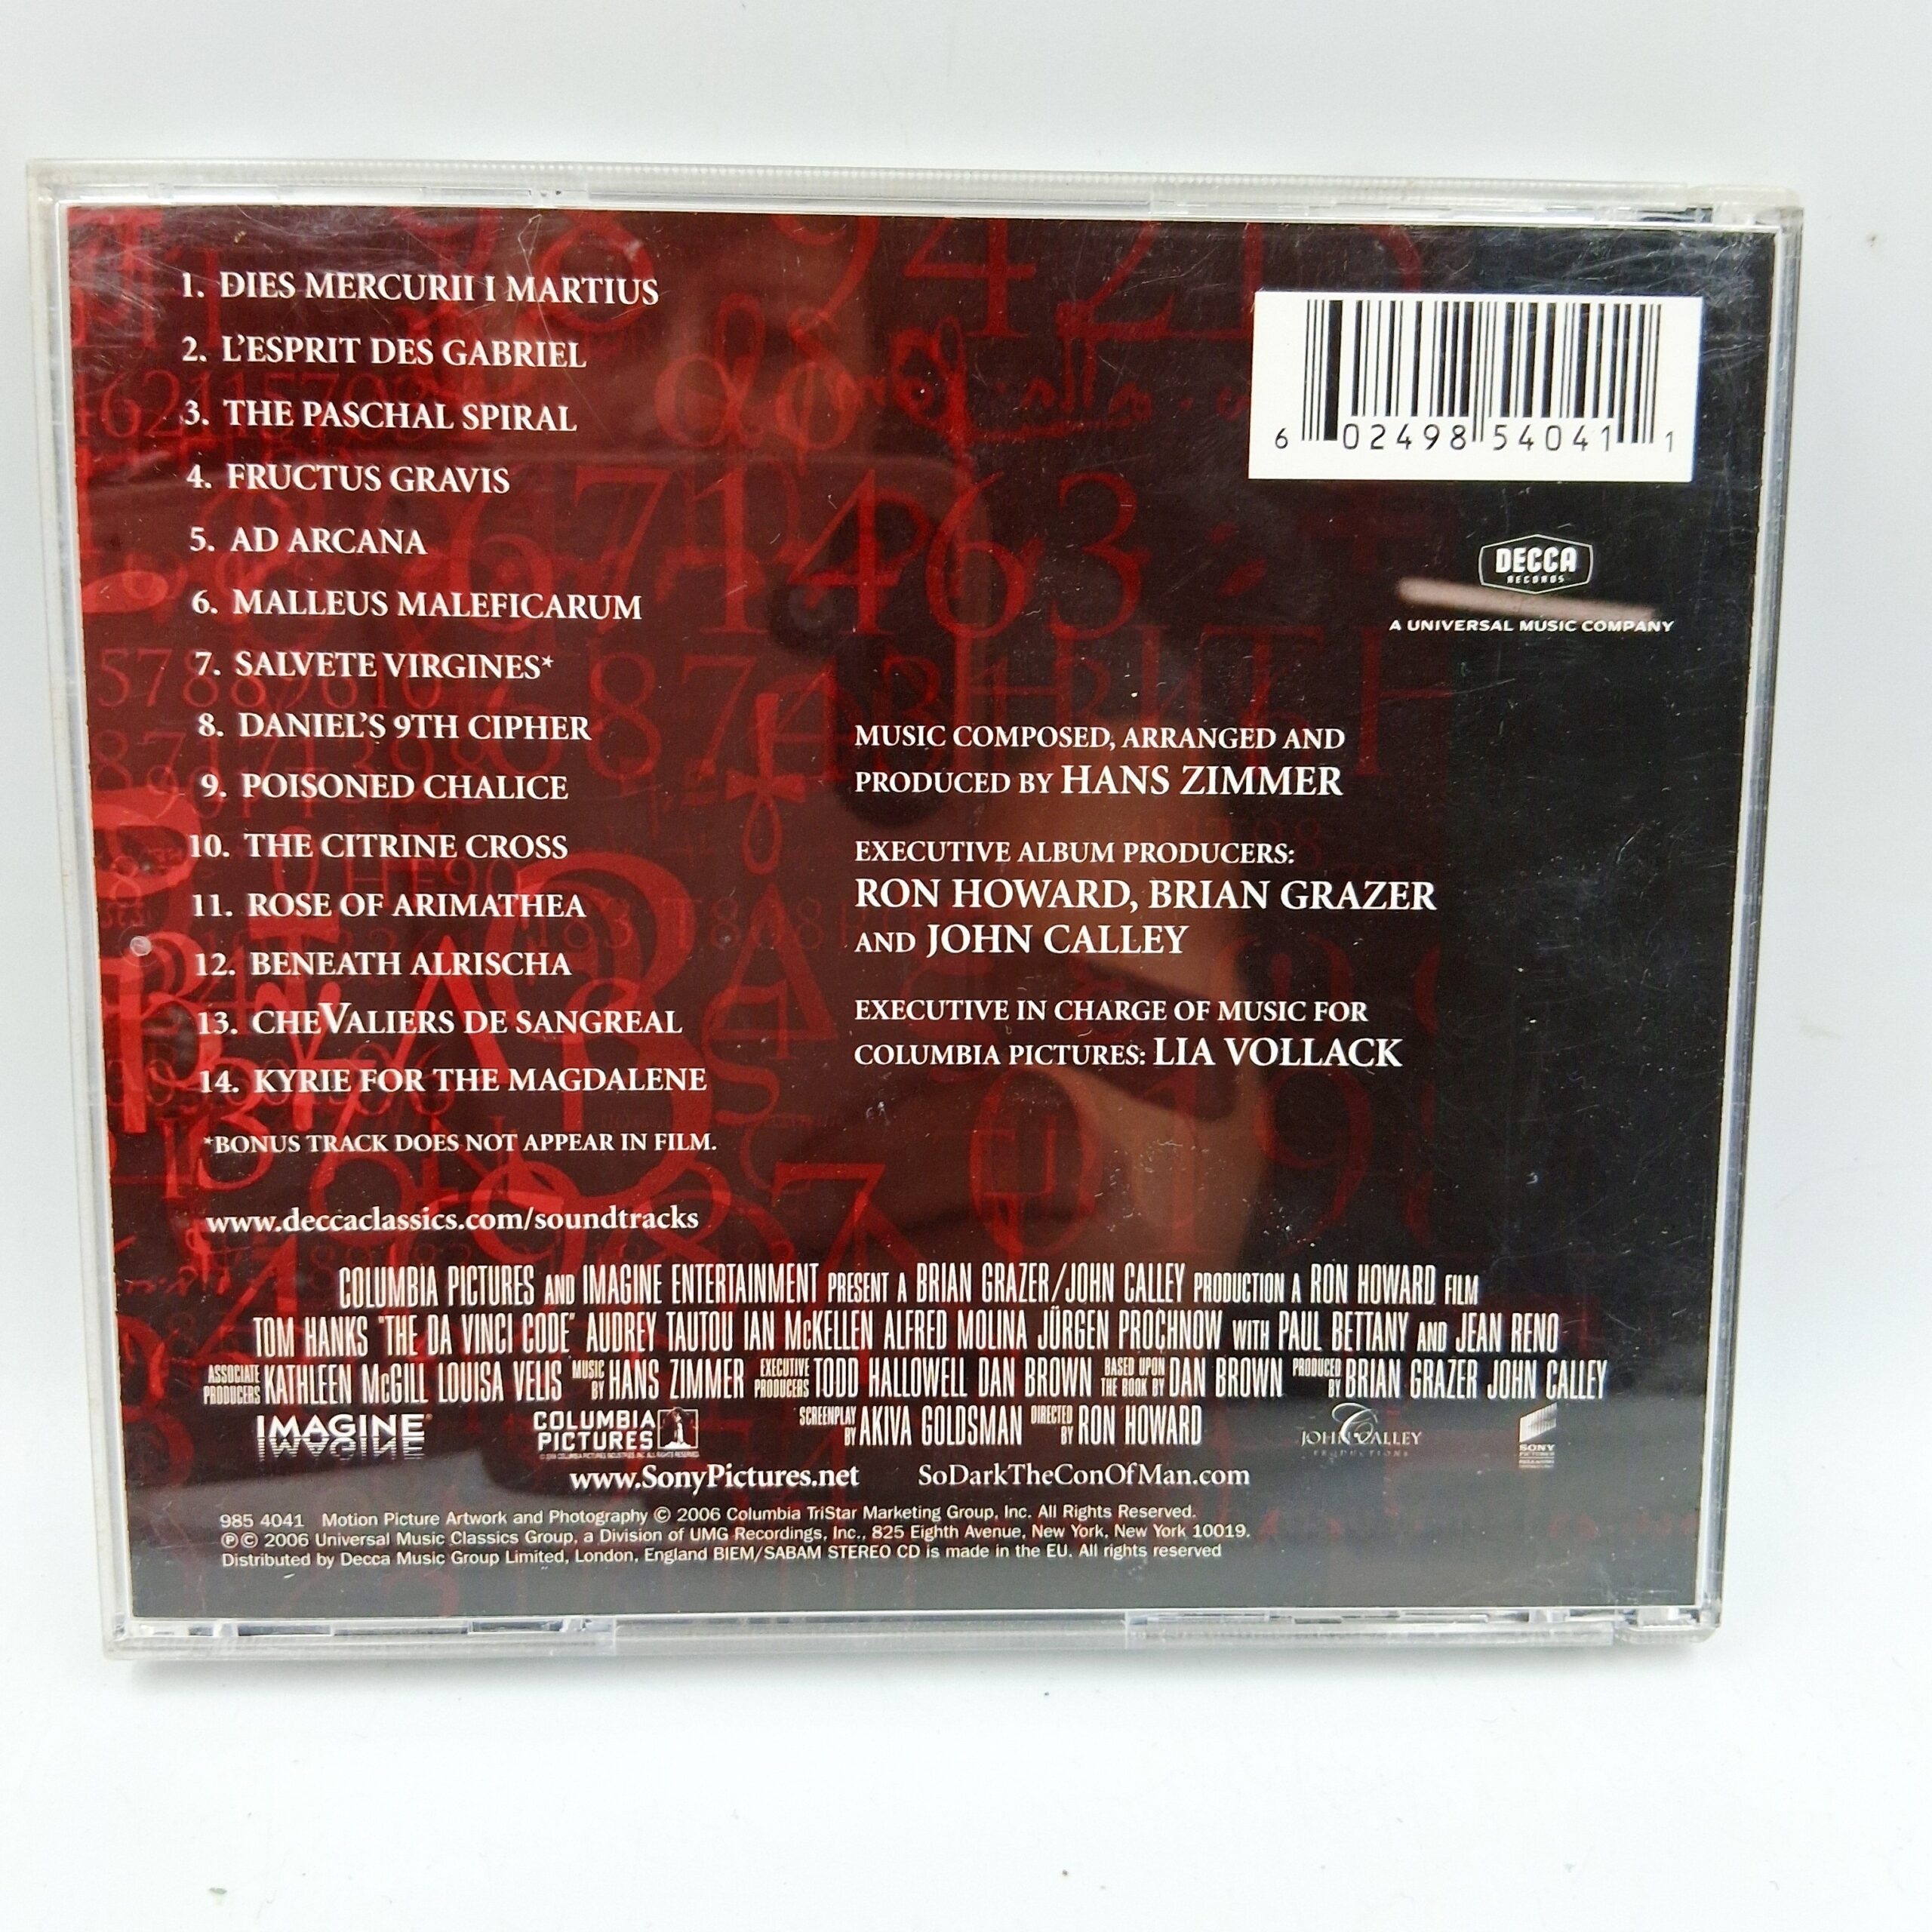 1. DIES MERCURII I MARTIUS
2. L'ESPRIT DES GABRIEL
3. THE PASCHAL SPIRAL
4. FRUCTUS GRAVIS
5. AD ARCANA
6. MALLEUS MALEFICARUM
7. SALVETE VIRGINES*
8. DANIEL'S 9TH CIPHER
9. POISONED CHALICE
10. THE CITRINE CROSS
11. ROSE OF ARIMATHEA
12. BENEATH ALRISCHA
13. CHEVALIERS DE SANGREAL
14. KYRIE FOR THE MAGDALENE
*BONUS TRACK DOES NOT APPEAR IN FILM.
www.deccaclassics.com/soundtracks
6 02498 54041 1
DECCA
RECORDS
A UNIVERSAL MUSIC COMPANY
MUSIC COMPOSED, ARRANGED AND
PRODUCED BY HANS ZIMMER
EXECUTIVE ALBUM PRODUCERS:
RON HOWARD, BRIAN GRAZER
AND JOHN CALLEY
EXECUTIVE IN CHARGE OF MUSIC FOR
COLUMBIA PICTURES: LIA VOLLACK
COLUMBIA PICTURES AND IMAGINE ENTERTAINMENT PRESENT A BRIAN GRAZER/JOHN CALLEY PRODUCTION A RON HOWARD FILM
TOM HANKS "THE DA VINCI CODE" AUDREY TAUTOU IAN McKELLEN ALFRED MOLINA JÜRGEN PROCHNOW WITH PAUL BETTANY AND JEAN RENO
ASSOCIATE PRODUCERS KATHLEEN McGILL LOUISA VELIS MUSIC BY HANS ZIMMER EXECUTIVE PRODUCERS TODD HALLOWELL DAN BROWN BASED UPON THE BOOK BY DAN BROWN PRODUCED BY BRIAN GRAZER JOHN CALLEY
SCREENPLAY BY AKIVA GOLDSMAN DIRECTED BY RON HOWARD
IMAGINE
COLUMBIA
PICTURES
JOHN CALLEY
PRODUCTIONS
SONY
PICTURES
www.SonyPictures.net SoDarkTheConOfMan.com
985 4041 Motion Picture Artwork and Photography © 2006 Columbia TriStar Marketing Group, Inc. All Rights Reserved.
℗© 2006 Universal Music Classics Group, a Division of UMG Recordings, Inc., 825 Eighth Avenue, New York, New York 10019.
Distributed by Decca Music Group Limited, London, England BIEM/SABAM STEREO CD is made in the EU. All rights reserved